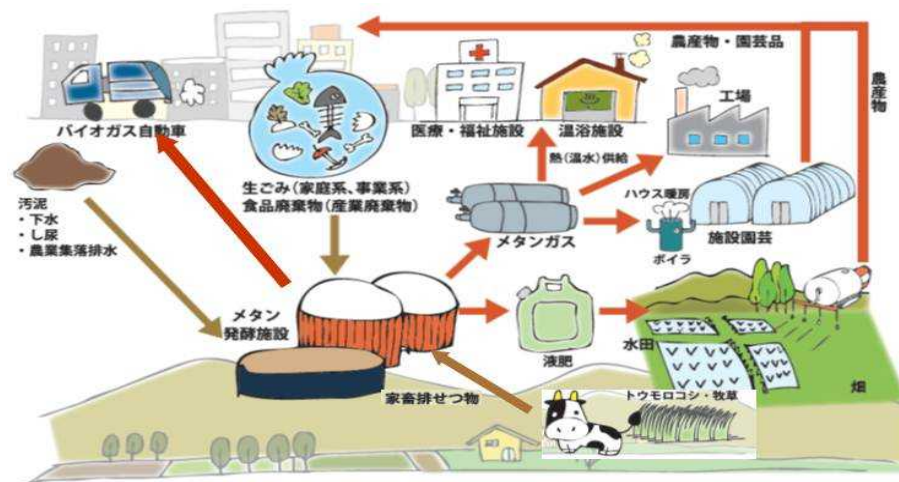 農産物・園芸品
農産物
工場
バイオガス自動車
医療・福祉施設
温浴施設
熱(温水)供給
汚泥
・下水
・し尿
・農業集落排水
生ごみ(家庭系、事業系)
食品廃棄物(産業廃棄物)
メタンガス
ハウス暖房
ボイラ
施設園芸
メタン
発酵施設
液肥
水田
畑
家畜排せつ物
トウモロコシ・牧草